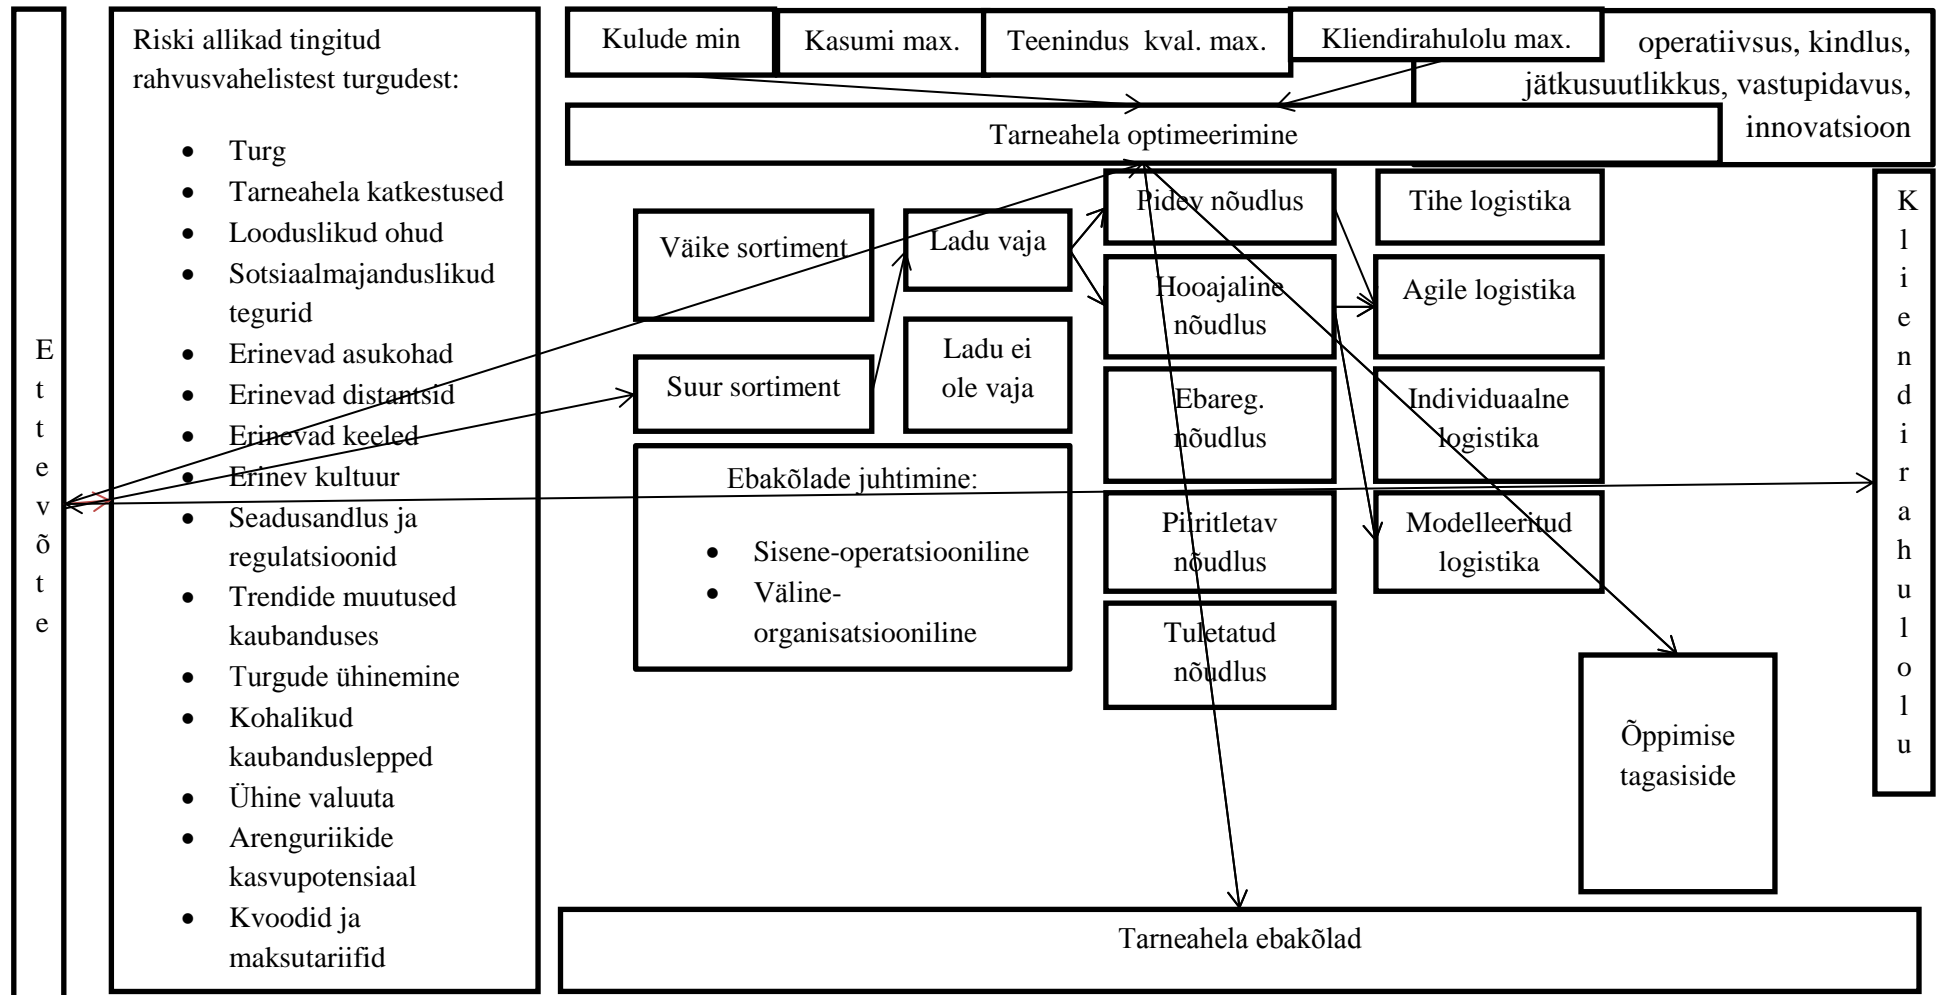 Ettevõte
Riski allikad tingitud
rahvusvahelistest turgudest:
Turg
Tarneahela katkestused
Looduslikud ohud
Sotsiaalmajanduslikud
tegurid
Erinevad asukohad
Erinevad distantsid
Erinevad keeled
Erinev kultuur
Seadusandlus ja
regulatsioonid
Trendide muutused
kaubanduses
Turgude ühinemine
Kohalikud
kaubanduslepped
Ühine valuuta
Arenguriikide
kasvupotensiaal
Kvoodid ja
maksutariifid
Kulude min
Kasumi max.
Teenindus kval. max.
Kliendirahulolu max.
operatiivsus, kindlus,
jätkusuutlikkus, vastupidavus,
innovatsioon
Tarneahela optimeerimine
Väike sortiment
Suur sortiment
Ladu vaja
Ladu ei
ole vaja
Ebakõlade juhtimine:
Sisene-operatsiooniline
Väline-
organisatsiooniline
Pidev nõudlus
Hooajaline
nõudlus
Ebareg.
nõudlus
Piiritletav
nõudlus
Tuletatud
nõudlus
Tihe logistika
Agile logistika
Individuaalne
logistika
Modelleeritud
logistika
Õppimise
tagasiside
Kliendirahulolu
Tarneahela ebakõlad